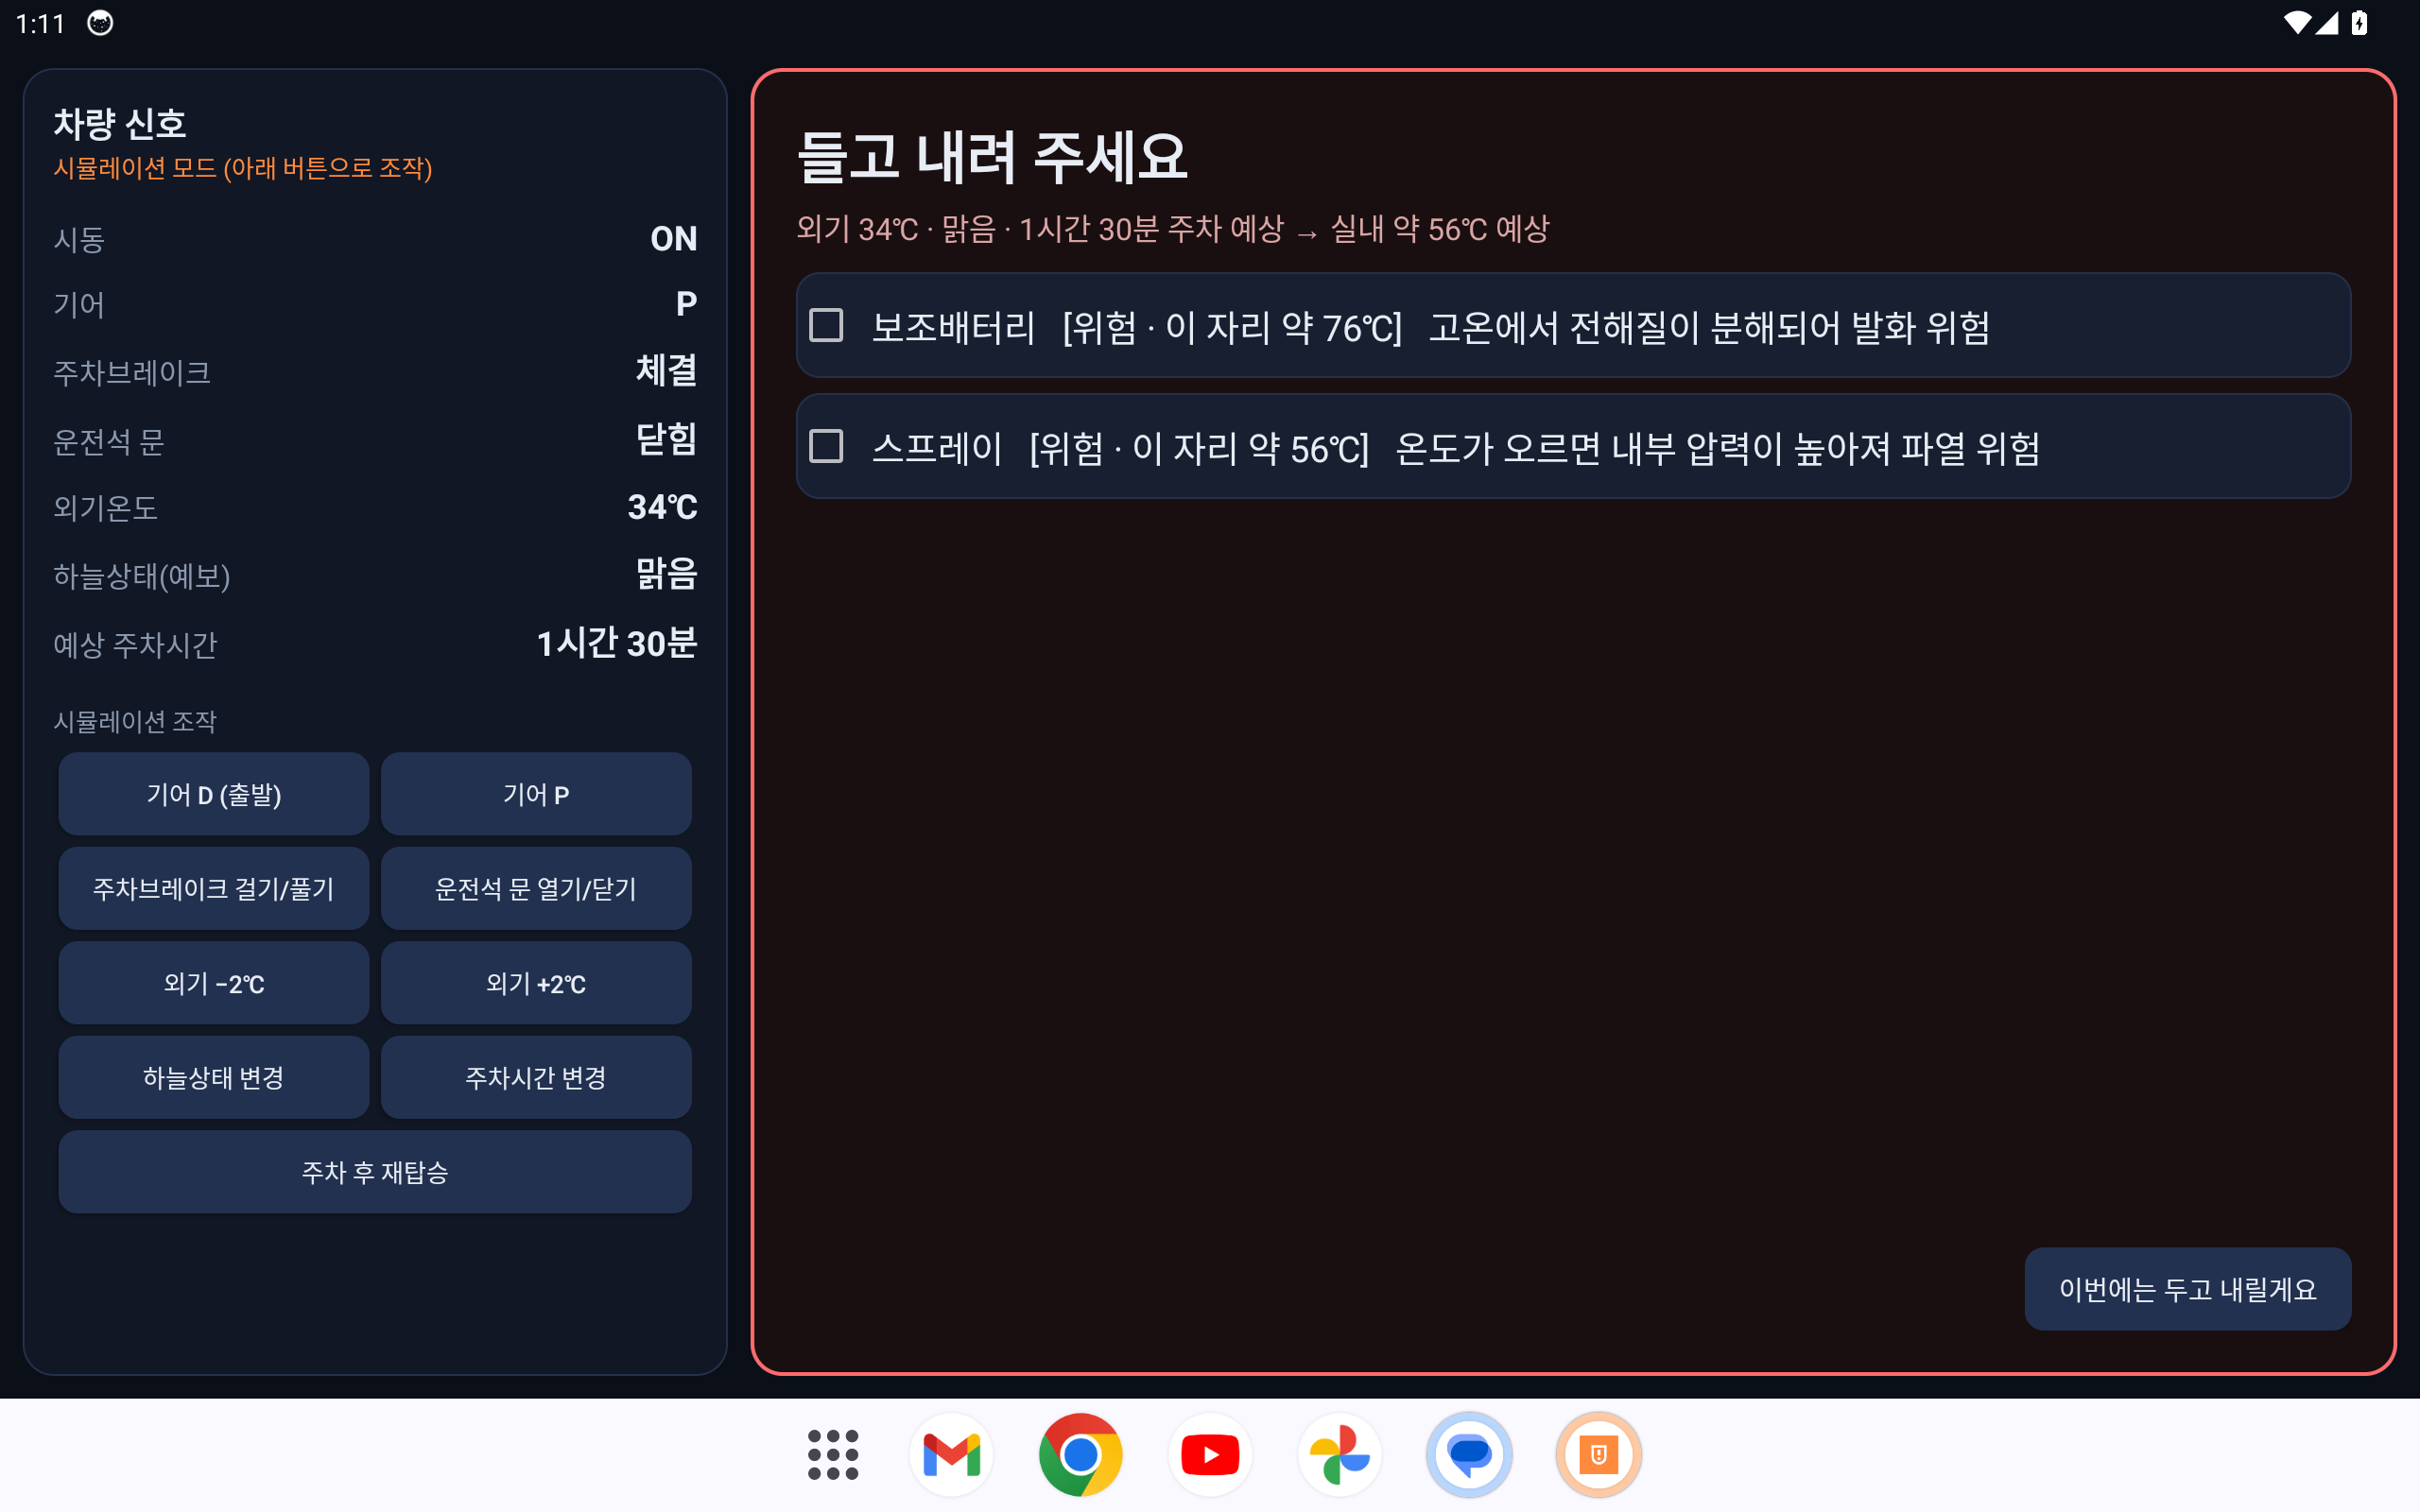 1:11
차량 신호
시뮬레이션 모드 (아래 버튼으로 조작)
시동 ON
기어 P
주차브레이크 체결
운전석 문 닫힘
외기온도 34℃
하늘상태(예보) 맑음
예상 주차시간 1시간 30분
시뮬레이션 조작
기어 D (출발) 기어 P
주차브레이크 걸기/풀기 운전석 문 열기/닫기
외기 −2℃ 외기 +2℃
하늘상태 변경 주차시간 변경
주차 후 재탑승
들고 내려 주세요
외기 34℃ · 맑음 · 1시간 30분 주차 예상 → 실내 약 56℃ 예상
보조배터리 [위험 · 이 자리 약 76℃] 고온에서 전해질이 분해되어 발화 위험
스프레이 [위험 · 이 자리 약 56℃] 온도가 오르면 내부 압력이 높아져 파열 위험
이번에는 두고 내릴게요